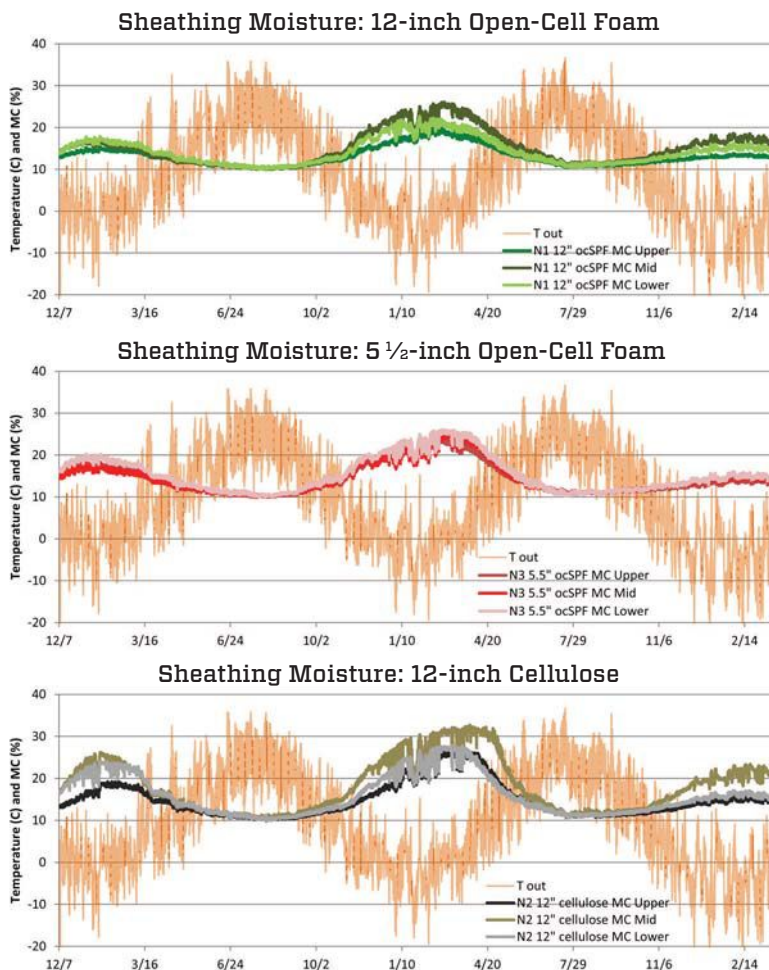 Sheathing Moisture: 12-inch Open-Cell Foam
Temperature (C) and MC (%)
40
30
20
10
0
-10
-20
T out
N1 12" ocSPF MC Upper
N1 12" ocSPF MC Mid
N1 12" ocSPF MC Lower
12/7 3/16 6/24 10/2 1/10 4/20 7/29 11/6 2/14
Sheathing Moisture: 5 ½-inch Open-Cell Foam
Temperature (C) and MC (%)
40
30
20
10
0
-10
-20
T out
N3 5.5" ocSPF MC Upper
N3 5.5" ocSPF MC Mid
N3 5.5" ocSPF MC Lower
12/7 3/16 6/24 10/2 1/10 4/20 7/29 11/6 2/14
Sheathing Moisture: 12-inch Cellulose
Temperature (C) and MC (%)
40
30
20
10
0
-10
-20
T out
N2 12" cellulose MC Upper
N2 12" cellulose MC Mid
N2 12" cellulose MC Lower
12/7 3/16 6/24 10/2 1/10 4/20 7/29 11/6 2/14